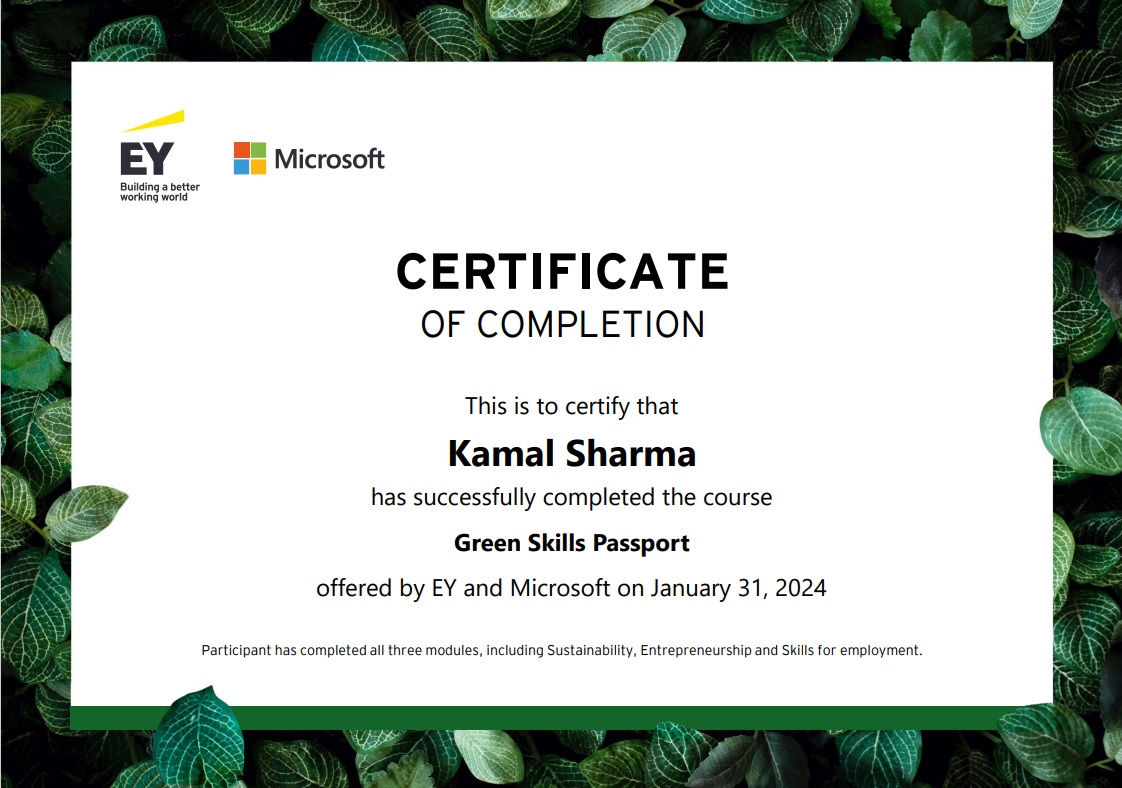 EY
Building a better
working world
Microsoft
CERTIFICATE
OF COMPLETION
This is to certify that
Kamal Sharma
has successfully completed the course
Green Skills Passport
offered by EY and Microsoft on January 31, 2024
Participant has completed all three modules, including Sustainability, Entrepreneurship and Skills for employment.